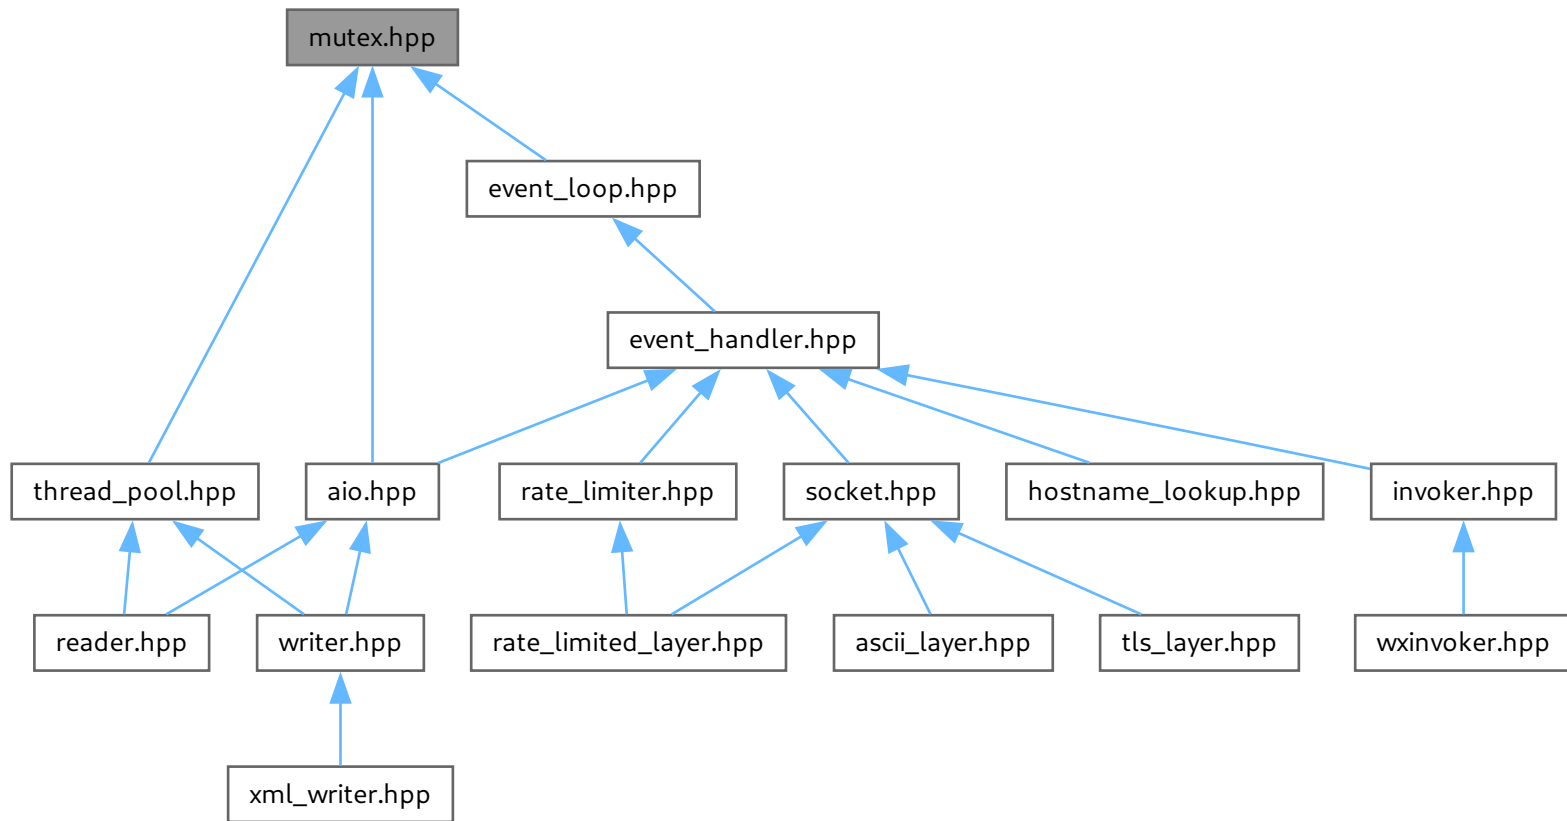 mutex.hpp
event_loop.hpp
event_handler.hpp
thread_pool.hpp
aio.hpp
rate_limiter.hpp
socket.hpp
hostname_lookup.hpp
invoker.hpp
reader.hpp
writer.hpp
rate_limited_layer.hpp
ascii_layer.hpp
tls_layer.hpp
wxinvoker.hpp
xml_writer.hpp